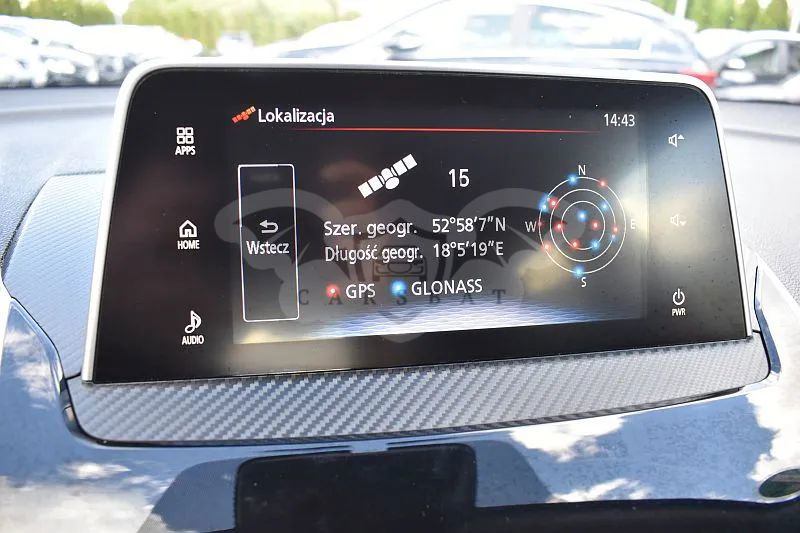 Lokalizacja
14:43
APPS
15
N
W
E
S
HOME
Wstecz
Szer. geogr. 52°58'7"N
Długość geogr. 18°5'19"E
GPS GLONASS
CARSBAT
AUDIO
PWR